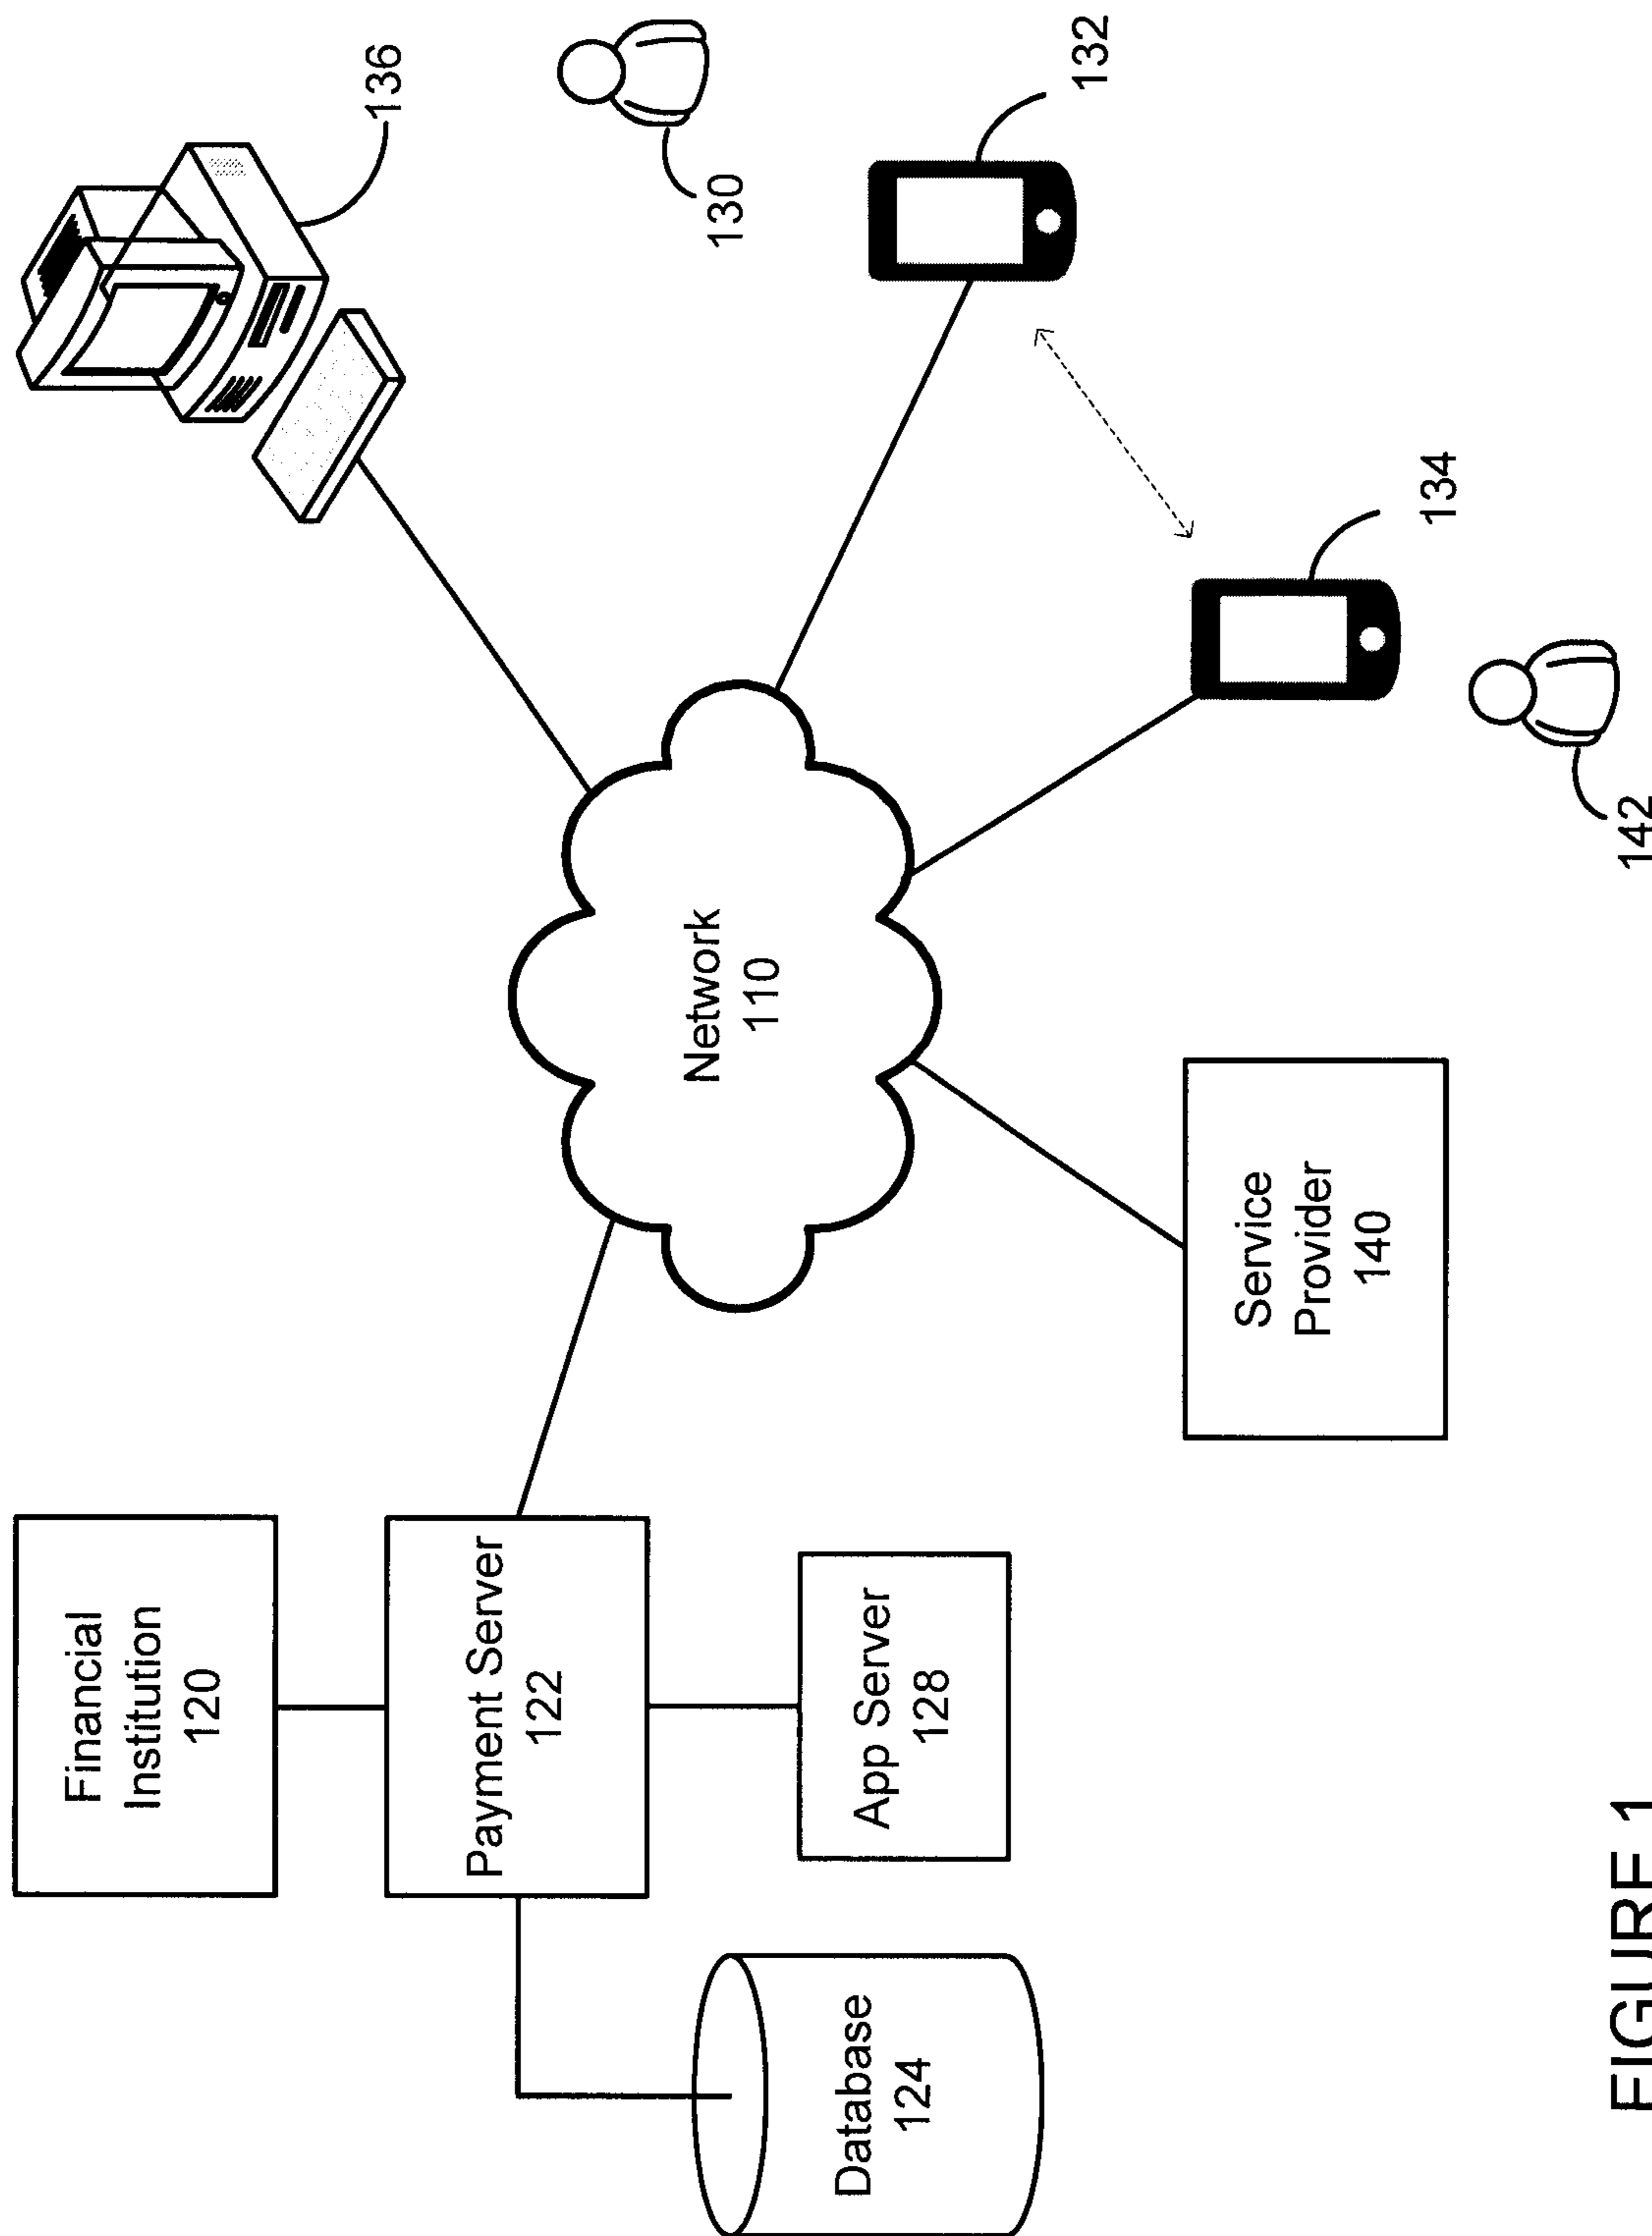 Financial
Institution
120
136
130
Payment Server
122
132
Network
110
App Server
128
Database
124
134
Service
Provider
140
142
FIGURE 1